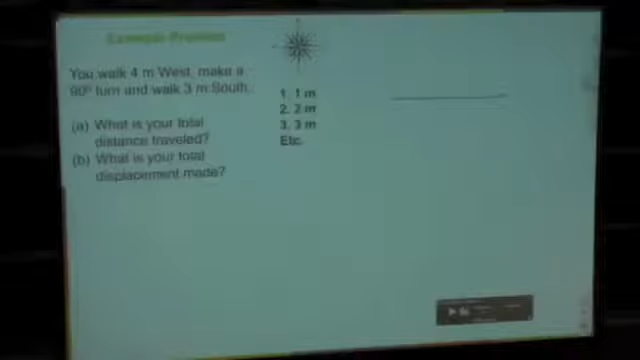 Example Problem
You walk 4 m West, make a
90º turn and walk 3 m South.
(a) What is your total
distance traveled?
(b) What is your total
displacement made?
1. 1 m
2. 2 m
3. 3 m
Etc.